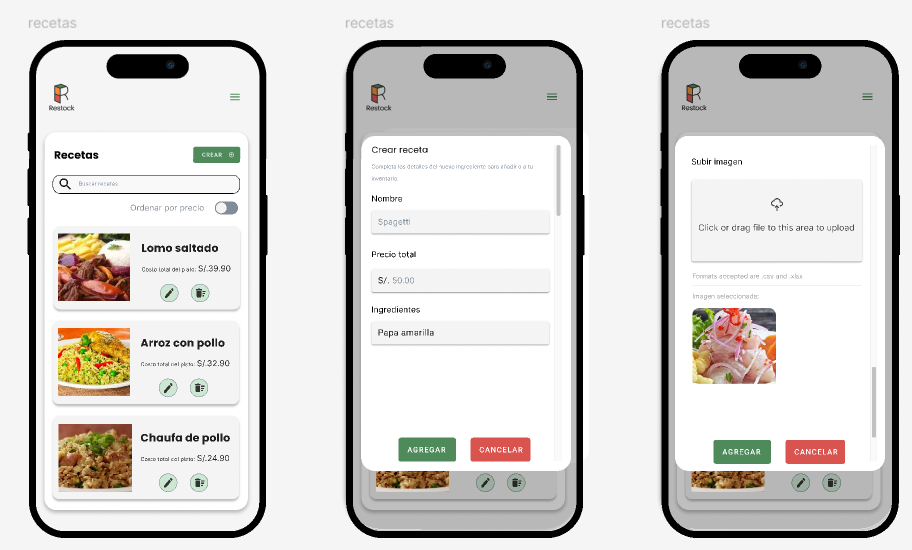 recetas
Restock
Recetas
CREAR
Buscar recetas
Ordenar por precio
Lomo saltado
Costo total del plato: S/.39.90
Arroz con pollo
Costo total del plato: S/.32.90
Chaufa de pollo
Costo total del plato: S/.24.90
recetas
Restock
Crear receta
Completa los detalles del nuevo ingrediente para añadirlo a tu
inventario.
Nombre
Spagetti
Precio total
S/. 50.00
Ingredientes
Papa amarilla
AGREGAR
CANCELAR
recetas
Restock
Subir imagen
Click or drag file to this area to upload
Formats accepted are .csv and .xlsx
Imagen seleccionada:
AGREGAR
CANCELAR